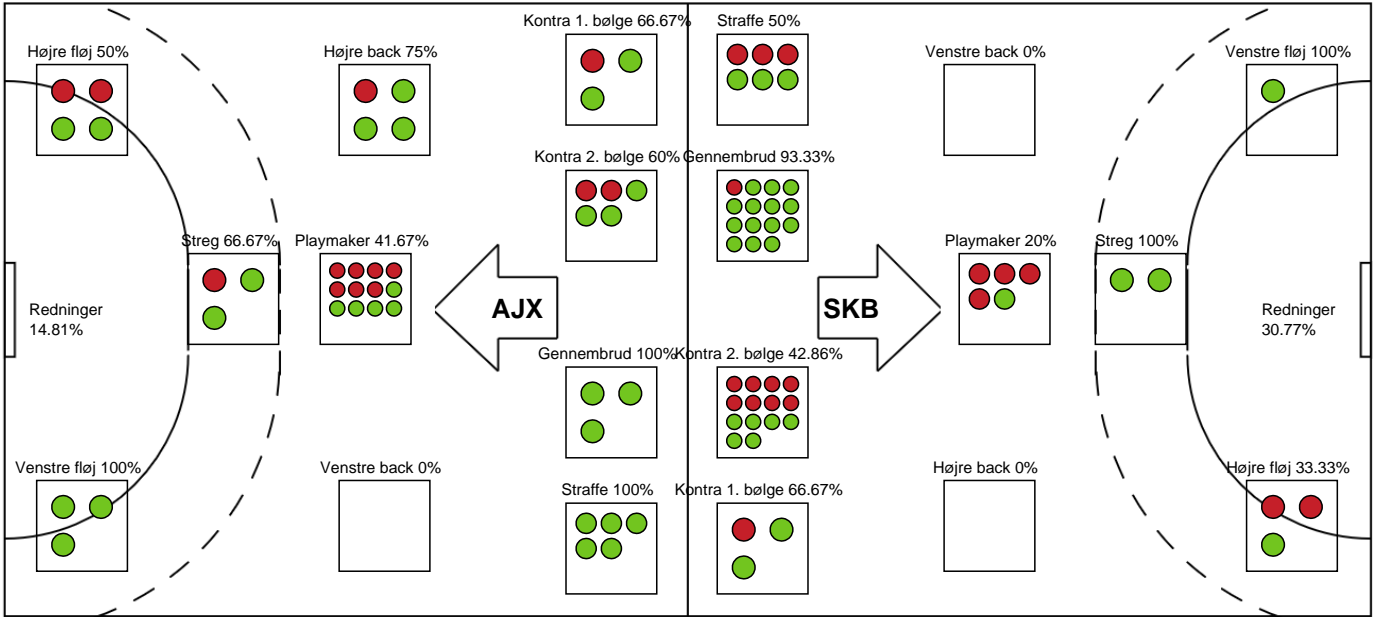 Kontra 1. bølge 66.67%
Straffe 50%
Højre fløj 50%
Højre back 75%
Venstre back 0%
Venstre fløj 100%
Kontra 2. bølge 60%
Gennembrud 93.33%
Streg 66.67%
Playmaker 41.67%
Playmaker 20%
Streg 100%
Redninger
14.81%
AJX
SKB
Redninger
30.77%
Gennembrud 100%
Kontra 2. bølge 42.86%
Venstre fløj 100%
Venstre back 0%
Højre back 0%
Højre fløj 33.33%
Straffe 100%
Kontra 1. bølge 66.67%